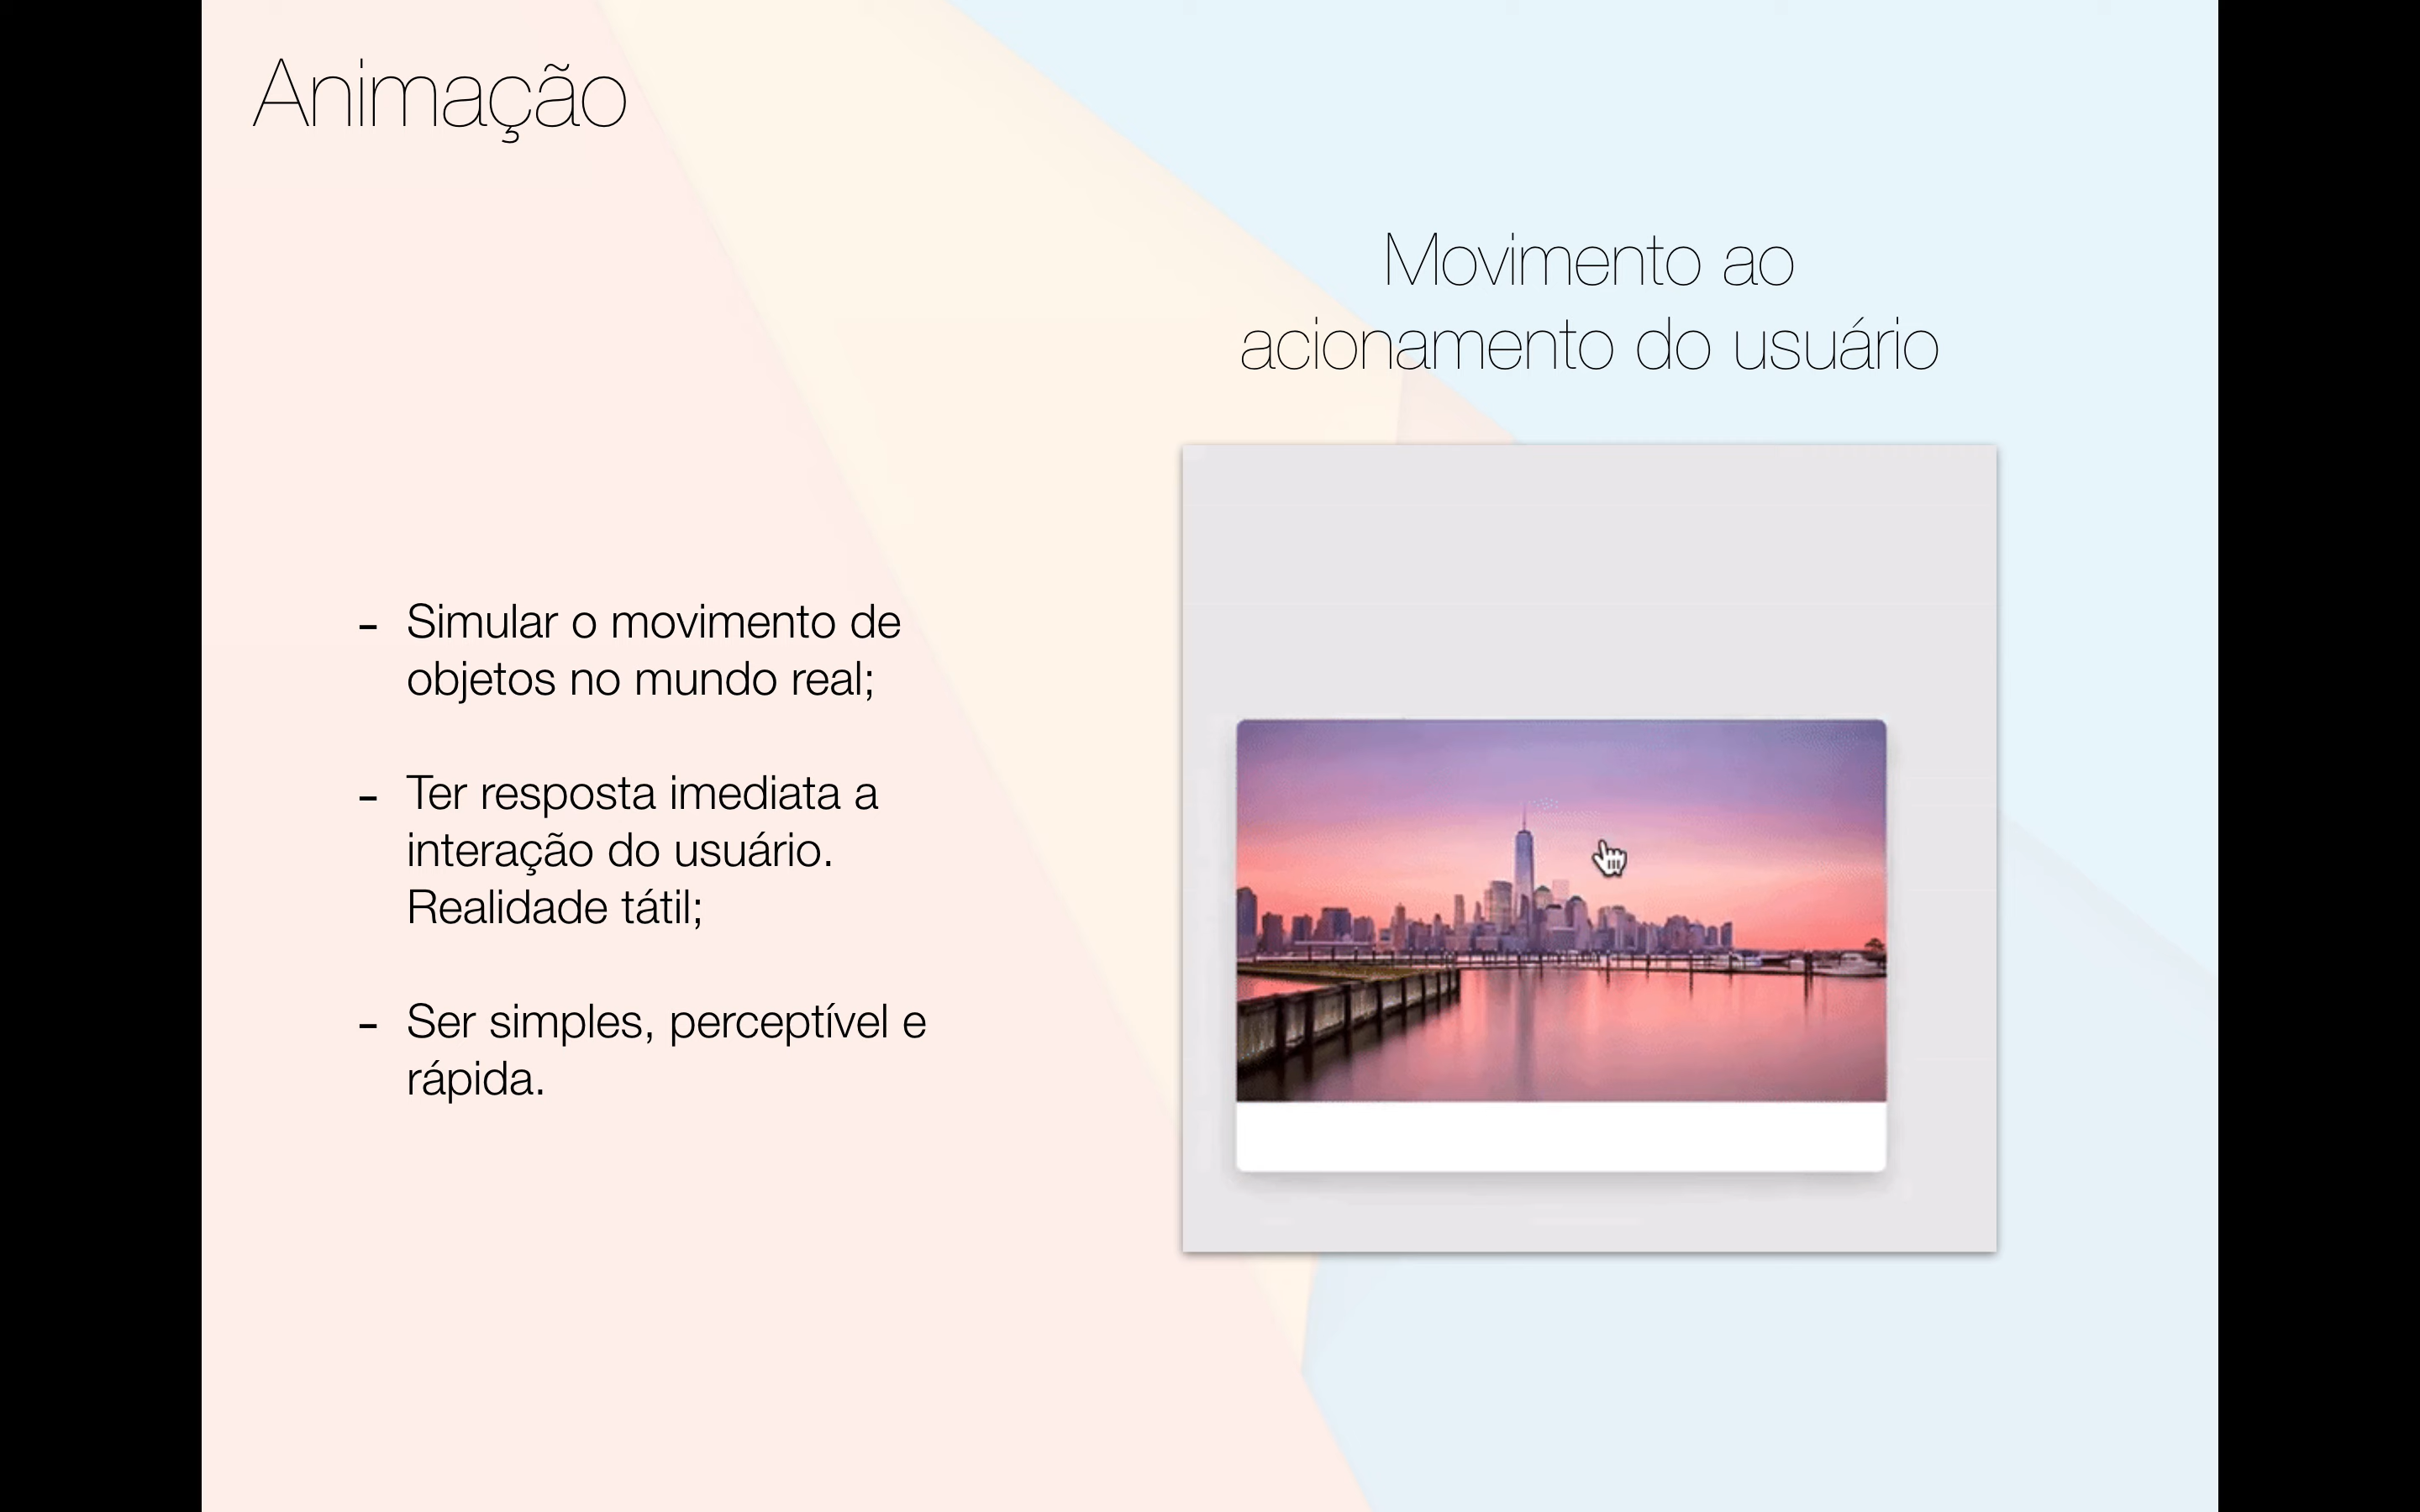 Animação
Movimento ao
acionamento do usuário
- Simular o movimento de
objetos no mundo real;
- Ter resposta imediata a
interação do usuário.
Realidade tátil;
- Ser simples, perceptível e
rápida.